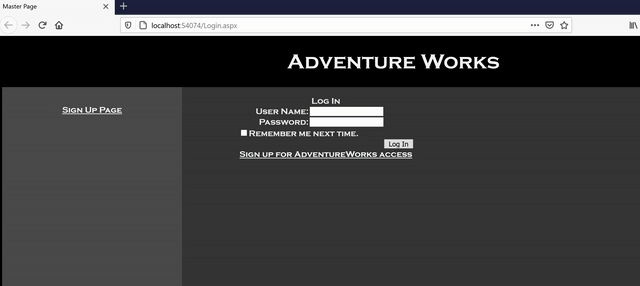 Master Page
localhost:54074/Login.aspx
Adventure Works
Sign Up Page
Log In
User Name:
Password:
Remember me next time.
Log In
Sign up for AdventureWorks access